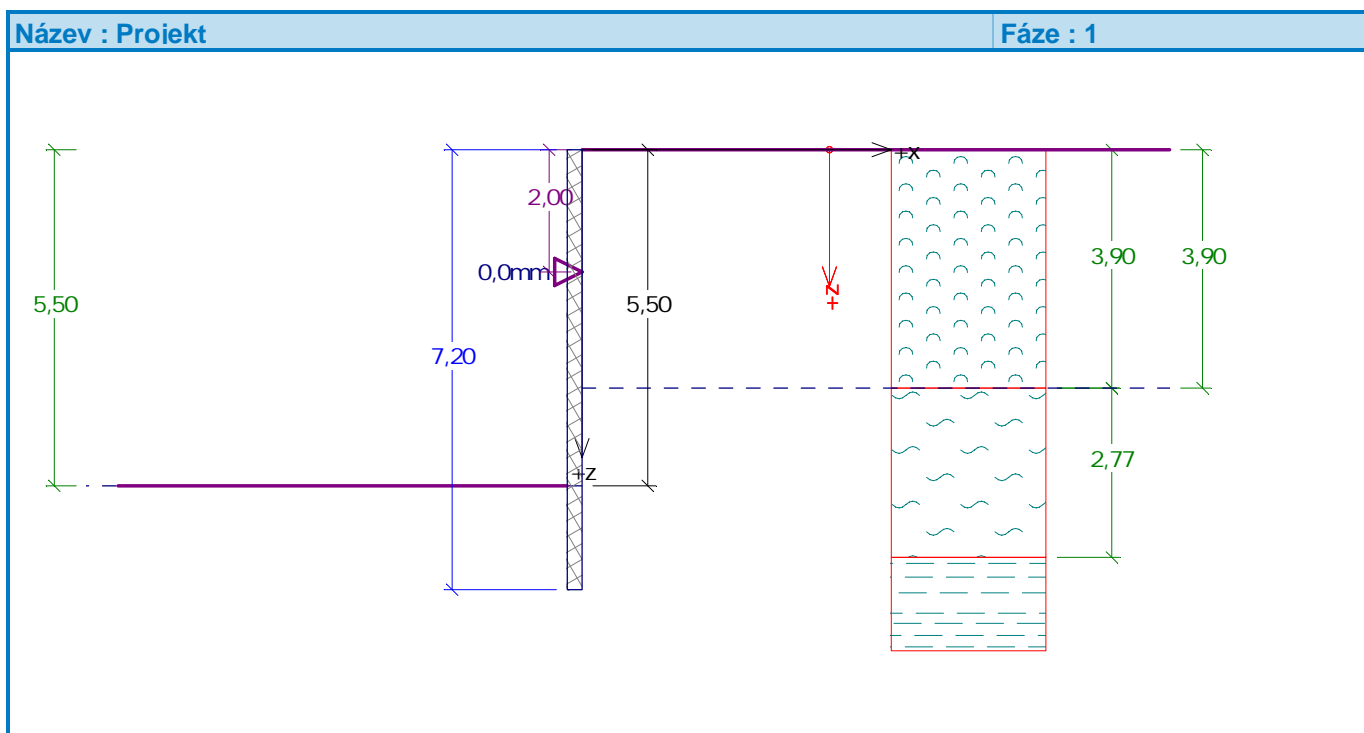 Název : Projekt
Fáze : 1
+x
2,00
3,90
3,90
0,0mm
+z
5,50
5,50
7,20
2,77
+z